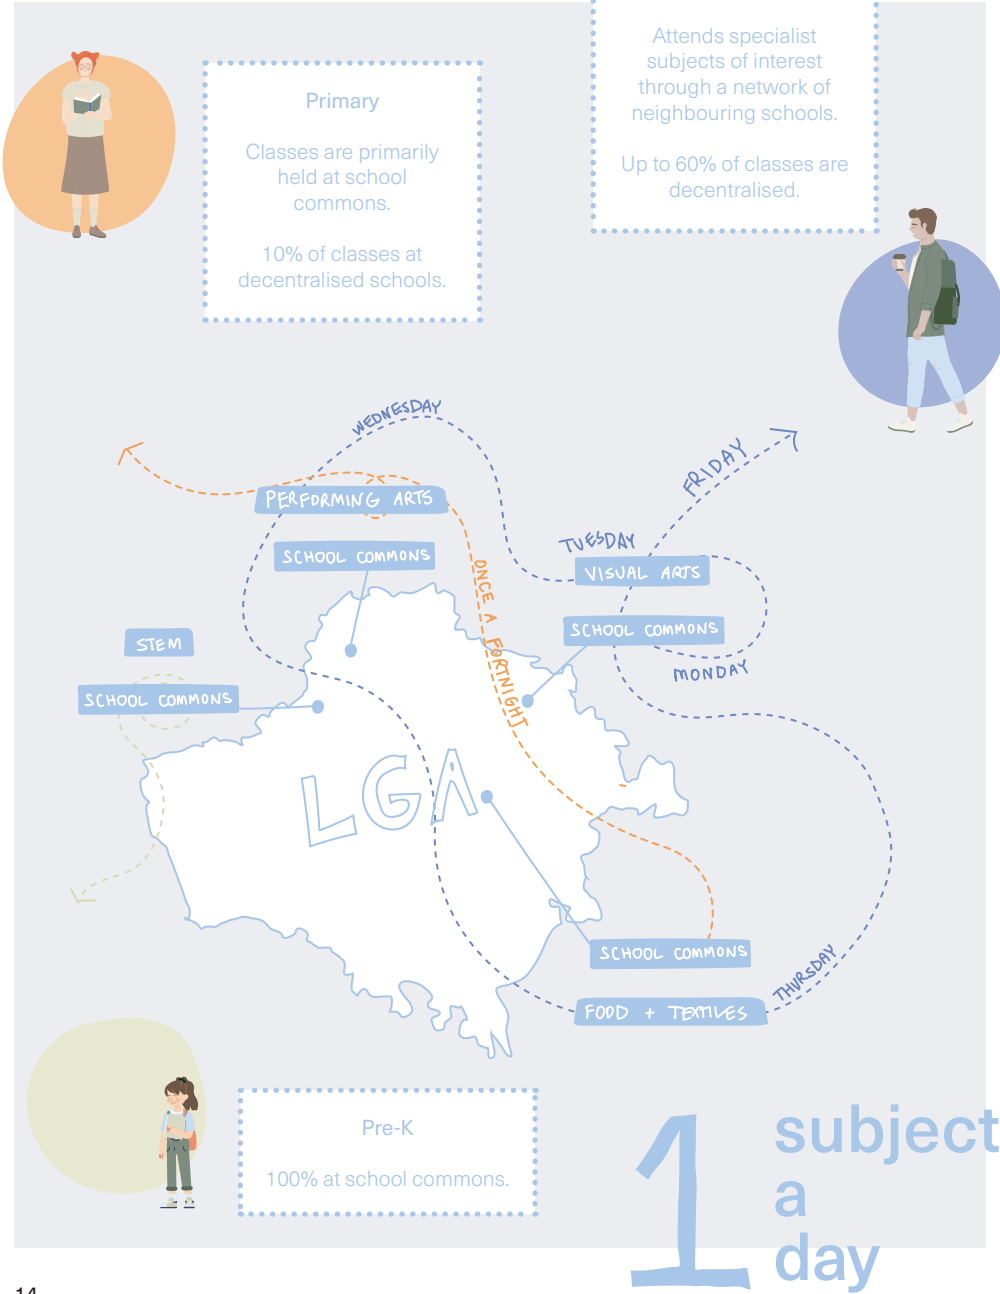 Attends specialist
subjects of interest
through a network of
neighbouring schools.
Up to 60% of classes are
decentralised.
Primary
Classes are primarily
held at school
commons.
10% of classes at
decentralised schools.
WEDNESDAY
FRIDAY
PERFORMING ARTS
TUESDAY
SCHOOL COMMONS
VISUAL ARTS
ONCE A FORTNIGHT
SCHOOL COMMONS
STEM
MONDAY
SCHOOL COMMONS
LGA
SCHOOL COMMONS
THURSDAY
FOOD + TEXTILES
Pre-K
100% at school commons.
1 subject
a
day
14